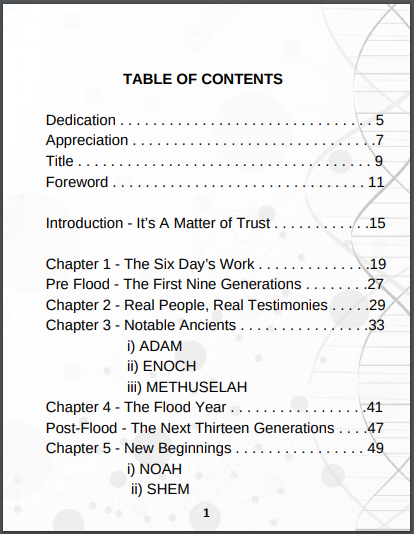 TABLE OF CONTENTS
Dedication . . . . . . . . . . . . . . . . . . . . . . . . . . . . . . . 5
Appreciation . . . . . . . . . . . . . . . . . . . . . . . . . . . . . .7
Title . . . . . . . . . . . . . . . . . . . . . . . . . . . . . . . . . . . . 9
Foreword . . . . . . . . . . . . . . . . . . . . . . . . . . . . . . . 11
Introduction - It's A Matter of Trust . . . . . . . . . . . .15
Chapter 1 - The Six Day's Work . . . . . . . . . . . . . .19
Pre Flood - The First Nine Generations . . . . . . . .27
Chapter 2 - Real People, Real Testimonies . . . . .29
Chapter 3 - Notable Ancients . . . . . . . . . . . . . . . .33
i) ADAM
ii) ENOCH
iii) METHUSELAH
Chapter 4 - The Flood Year . . . . . . . . . . . . . . . . .41
Post-Flood - The Next Thirteen Generations . . . .47
Chapter 5 - New Beginnings . . . . . . . . . . . . . . . . 49
i) NOAH
ii) SHEM
1